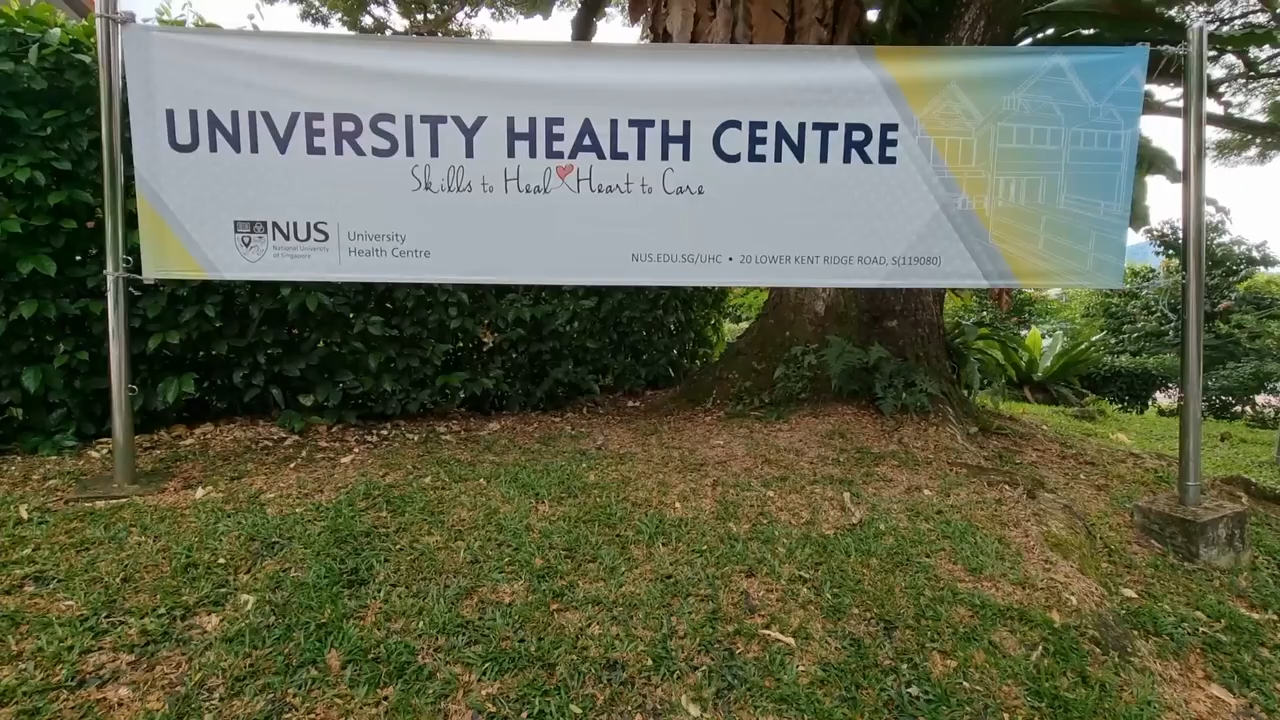 UNIVERSITY HEALTH CENTRE
Skills to Heal Heart to Care
NUS
National University
of Singapore
University
Health Centre
NUS.EDU.SG/UHC • 20 LOWER KENT RIDGE ROAD, S(119080)